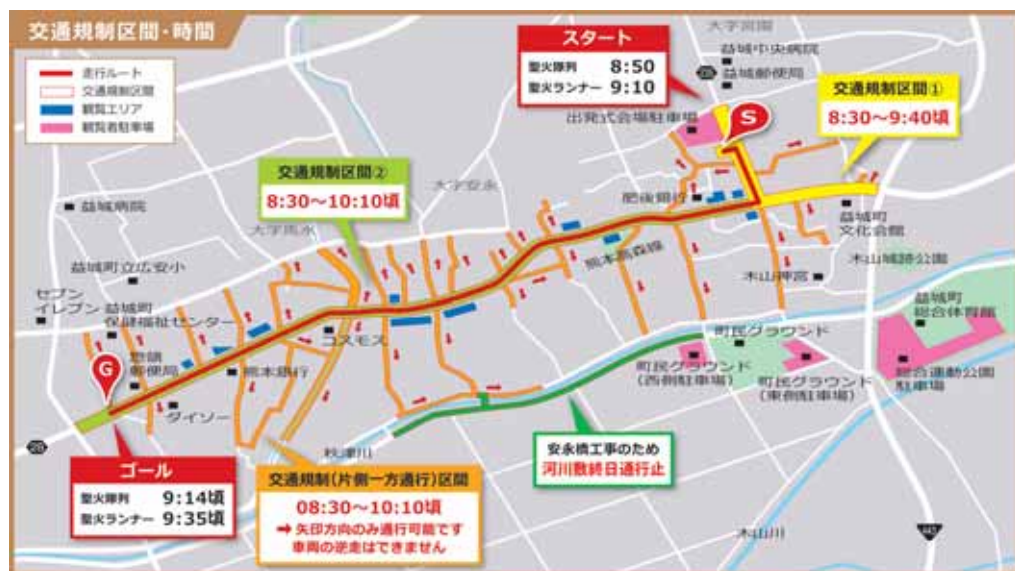 交通規制区間・時間
走行ルート
交通規制区間
観覧エリア
観覧者駐車場
スタート
聖火隊列 8:50
聖火ランナー 9:10
大字宮園
益城中央病院
益城郵便局
出発式会場駐車場
S
交通規制区間①
8:30〜9:40頃
交通規制区間②
8:30〜10:10頃
大字安永
大字馬水
肥後銀行
益城町
文化会館
熊本高森線
木山神宮
木山城跡公園
益城病院
益城町立広安小
セブン
イレブン
益城町
保健福祉センター
惣領
郵便局
G
コスモス
熊本銀行
ダイソー
町民グラウンド
町民グラウンド
(西側駐車場)
町民グラウンド
(東側駐車場)
益城町
総合体育館
総合運動公園
駐車場
28
秋津川
木山川
安永橋工事のため
河川敷終日通行止
ゴール
聖火隊列 9:14頃
聖火ランナー 9:35頃
交通規制(片側一方通行)区間
08:30〜10:10頃
➡ 矢印方向のみ通行可能です
車両の逆走はできません